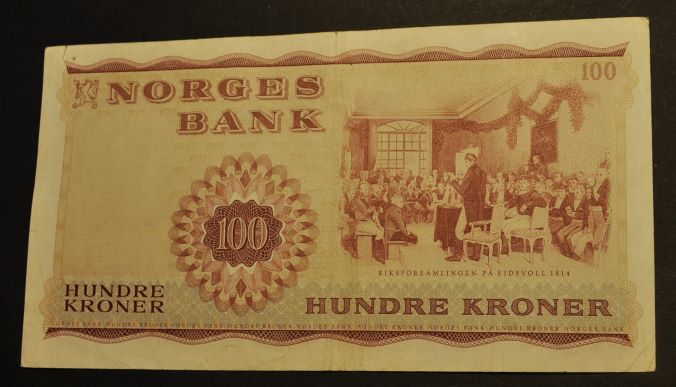 100
NORGES
BANK
100
RIKSFORSAMLINGEN PÅ EIDSVOLL 1814
HUNDRE
KRONER
HUNDRE KRONER
NORGES BANK HUNDRE KRONER NORGES BANK HUNDRE KRONER NORGES BANK HUNDRE KRONER NORGES BANK HUNDRE KRONER NORGES BANK